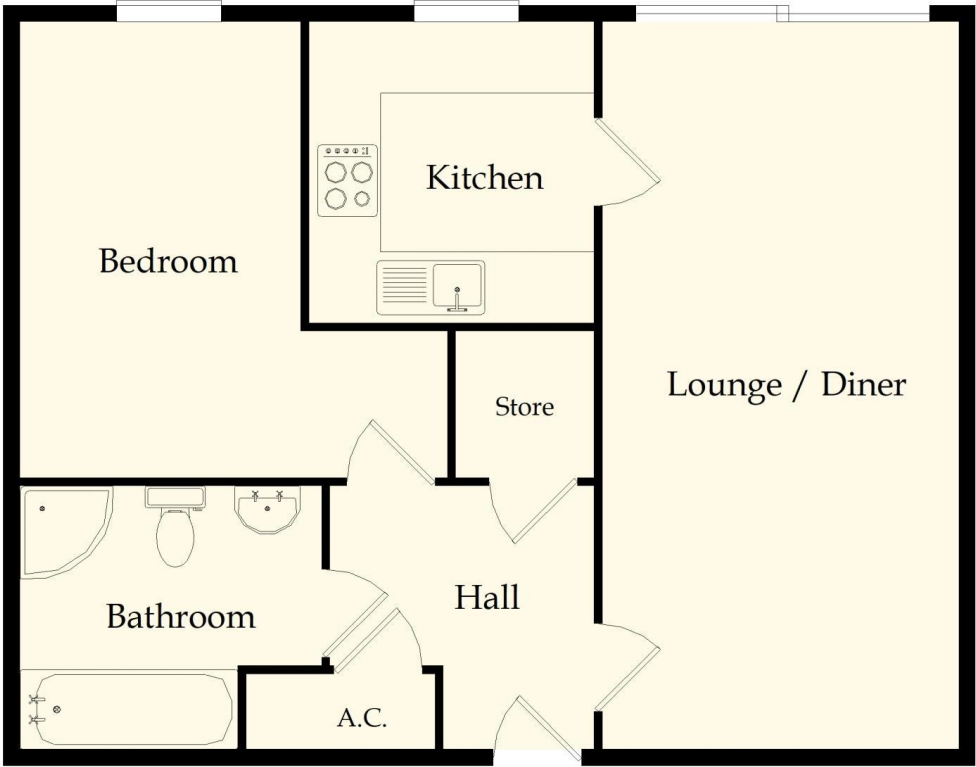 Kitchen
Bedroom
Lounge / Diner
Store
Hall
Bathroom
A.C.